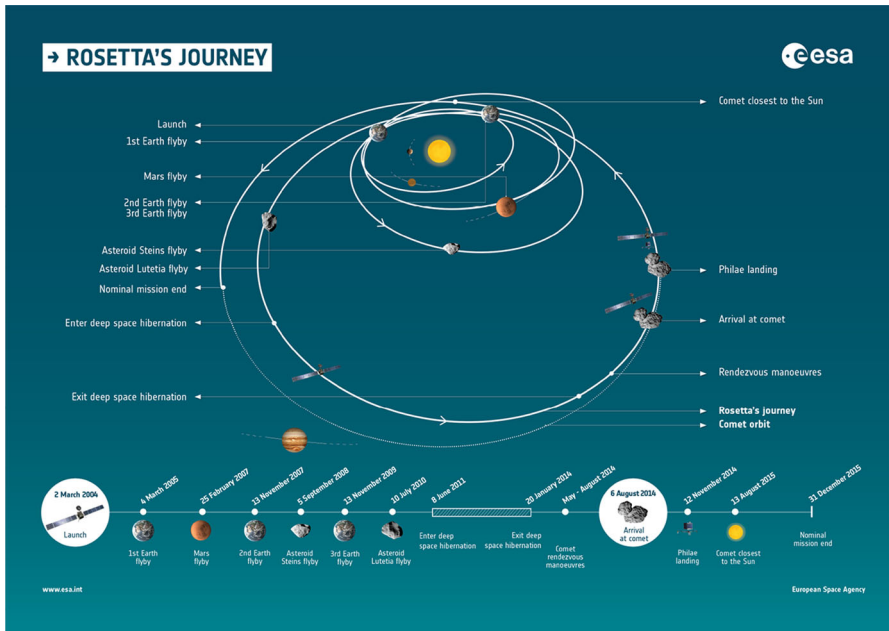 → ROSETTA'S JOURNEY
esa
Launch
1st Earth flyby
Mars flyby
2nd Earth flyby
3rd Earth flyby
Asteroid Steins flyby
Asteroid Lutetia flyby
Nominal mission end
Enter deep space hibernation
Exit deep space hibernation
Comet closest to the Sun
Philae landing
Arrival at comet
Rendezvous manoeuvres
Rosetta's journey
Comet orbit
2 March 2004
Launch
4 March 2005
1st Earth
flyby
25 February 2007
Mars
flyby
13 November 2007
2nd Earth
flyby
5 September 2008
Asteroid
Steins flyby
13 November 2009
3rd Earth
flyby
10 July 2010
Asteroid
Lutetia flyby
8 June 2011
Enter deep
space hibernation
20 January 2014
Exit deep
space hibernation
May - August 2014
Comet
rendezvous
manoeuvres
6 August 2014
Arrival
at comet
12 November 2014
Philae
landing
13 August 2015
Comet closest
to the Sun
31 December 2015
Nominal
mission end
www.esa.int
European Space Agency